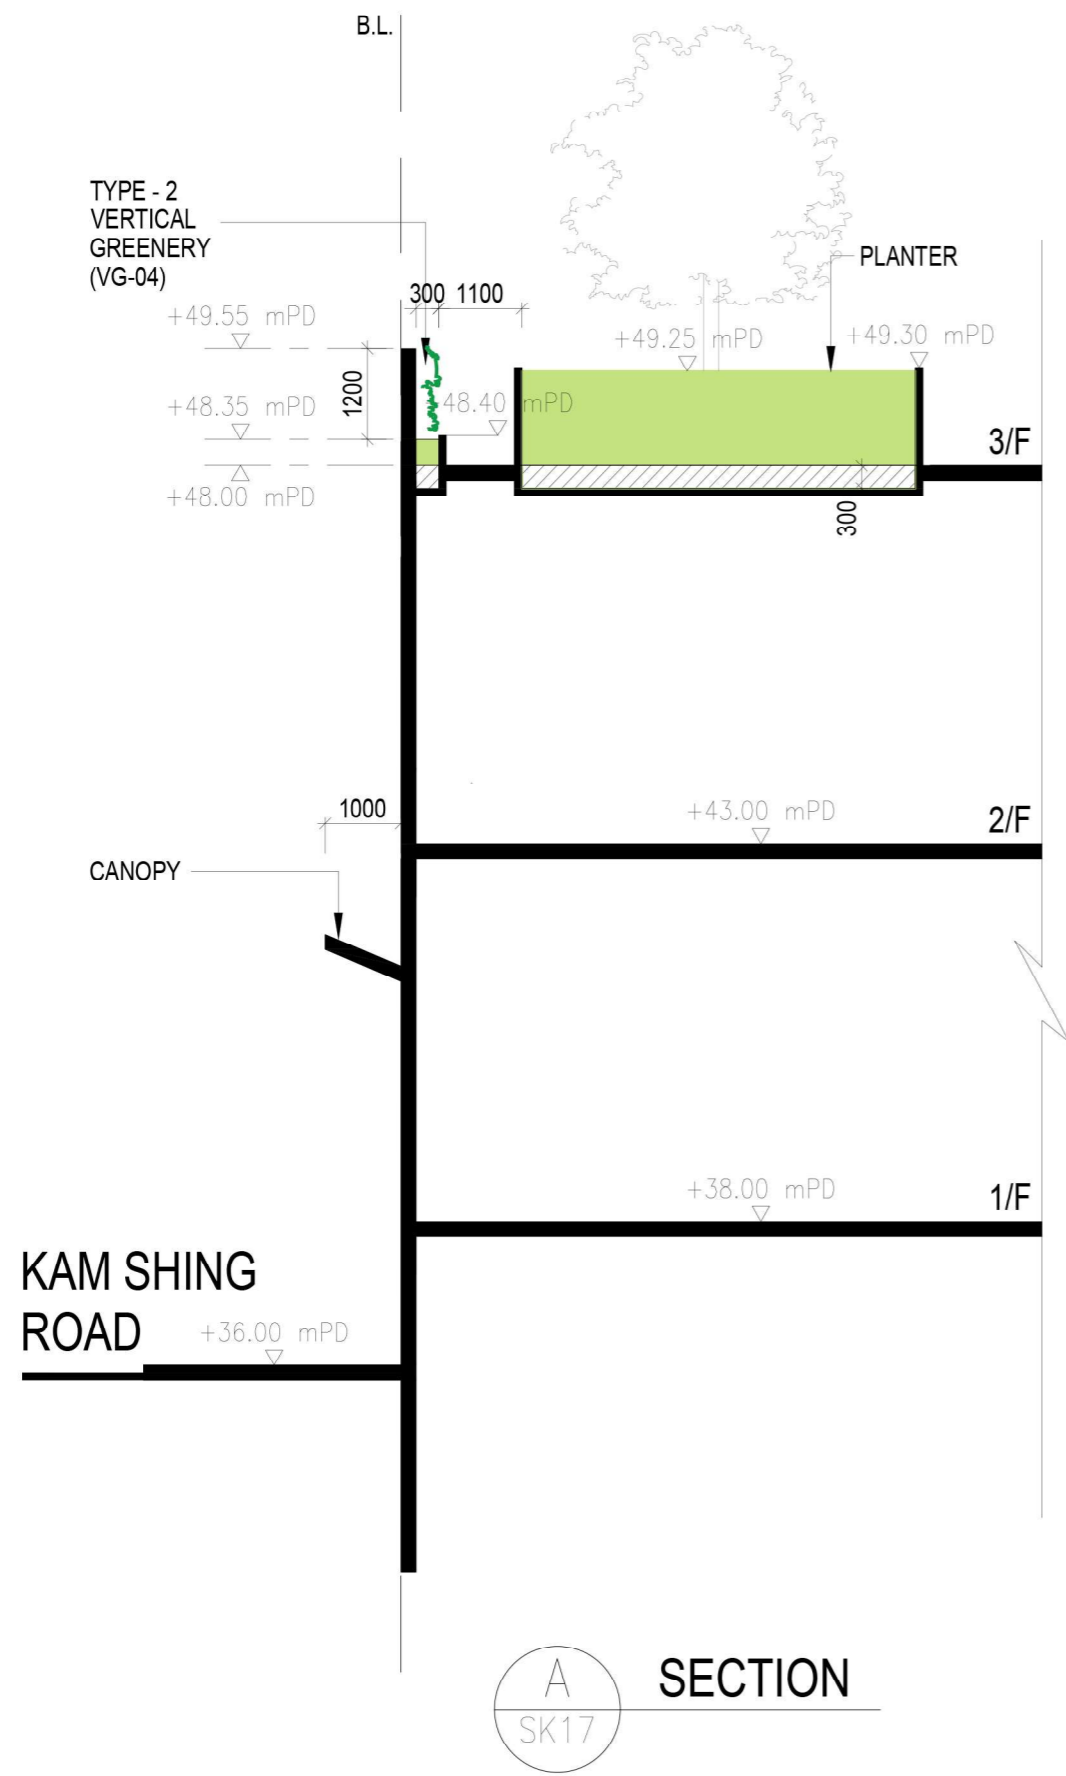 B.L.
TYPE - 2
VERTICAL
GREENERY
(VG-04)
PLANTER
300 1100
+49.55 mPD
+49.25 mPD
+49.30 mPD
1200
+48.35 mPD
48.40 mPD
3/F
+48.00 mPD
300
1000
+43.00 mPD
2/F
CANOPY
+38.00 mPD
1/F
KAM SHING
ROAD
+36.00 mPD
A
SECTION
SK17